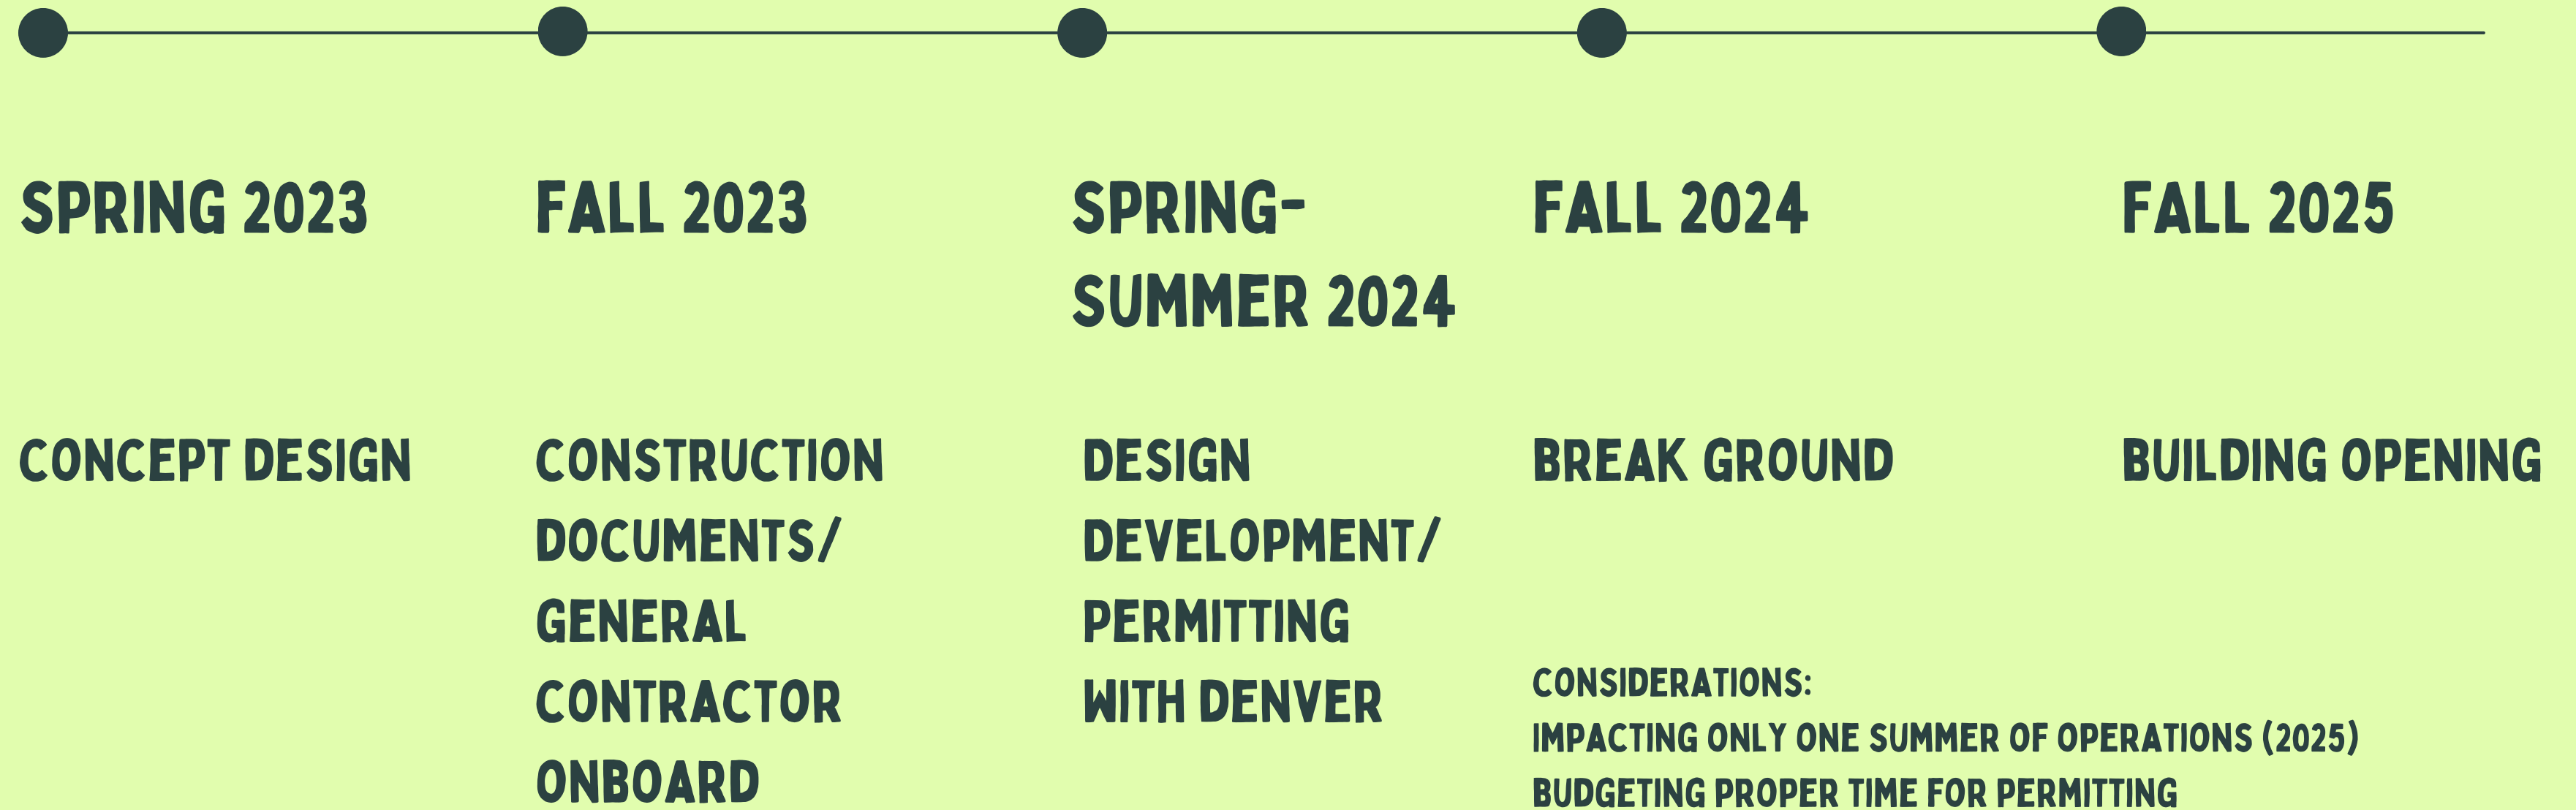 SPRING 2023
FALL 2023
SPRING-
SUMMER 2024
FALL 2024
FALL 2025
CONCEPT DESIGN
CONSTRUCTION
DOCUMENTS/
GENERAL
CONTRACTOR
ONBOARD
DESIGN
DEVELOPMENT/
PERMITTING
WITH DENVER
BREAK GROUND
BUILDING OPENING
CONSIDERATIONS:
IMPACTING ONLY ONE SUMMER OF OPERATIONS (2025)
BUDGETING PROPER TIME FOR PERMITTING